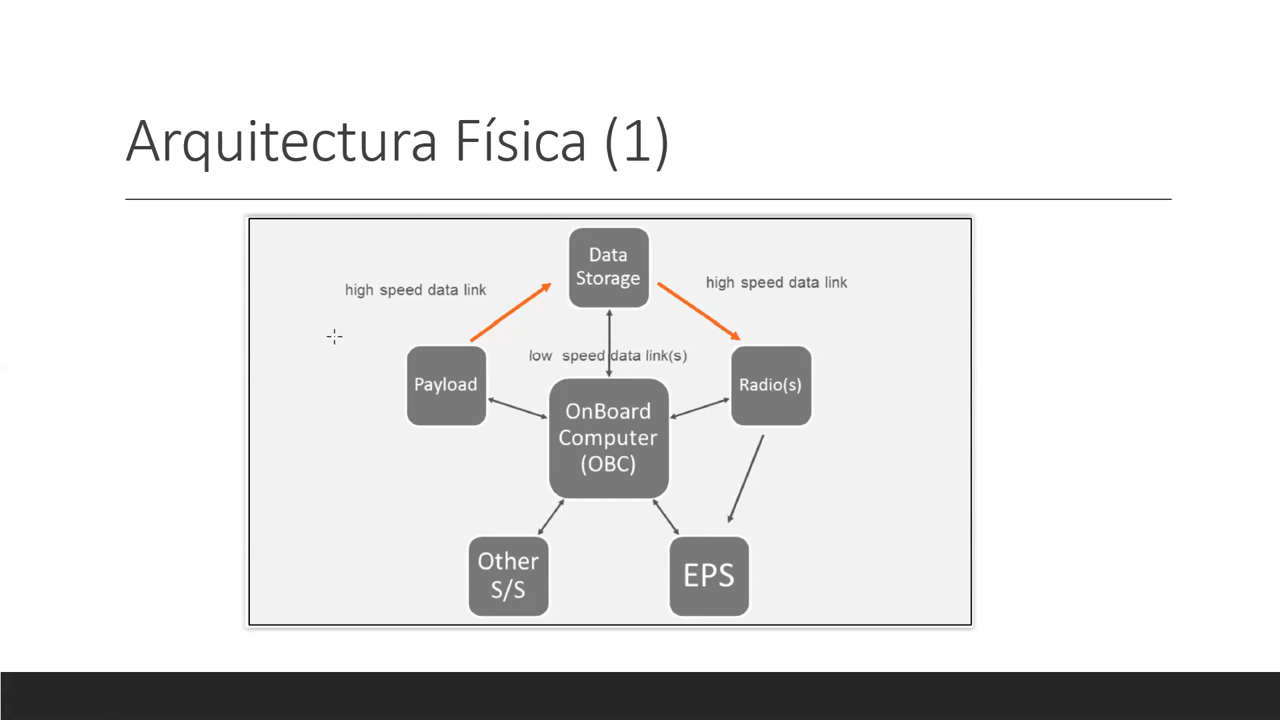 Arquitectura Física (1)
Data
Storage
high speed data link
high speed data link
low speed data link(s)
Payload
Radio(s)
OnBoard
Computer
(OBC)
Other
S/S
EPS